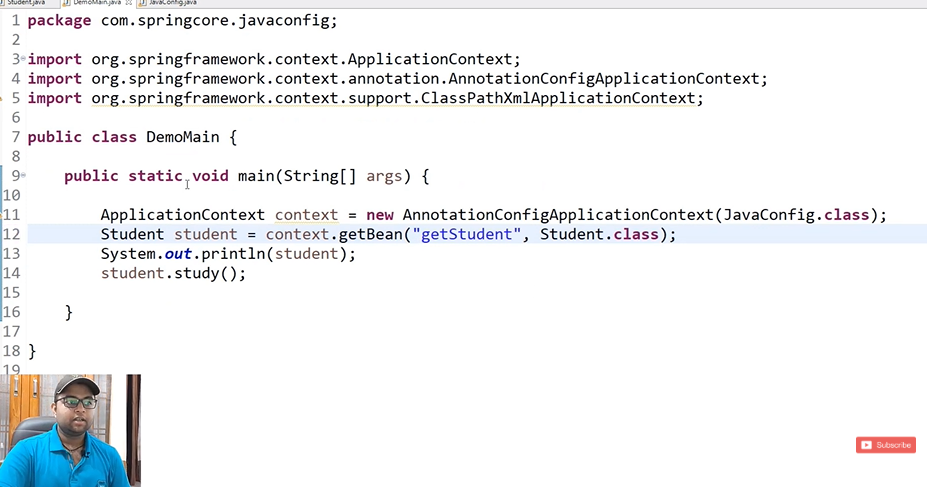 Student.java DemoMain.java JavaConfig.java
1 package com.springcore.javaconfig;
2
3 import org.springframework.context.ApplicationContext;
4 import org.springframework.context.annotation.AnnotationConfigApplicationContext;
5 import org.springframework.context.support.ClassPathXmlApplicationContext;
6
7 public class DemoMain {
8
9 public static void main(String[] args) {
10
11 ApplicationContext context = new AnnotationConfigApplicationContext(JavaConfig.class);
12 Student student = context.getBean("getStudent", Student.class);
13 System.out.println(student);
14 student.study();
15
16 }
17
18 }
19
Subscribe